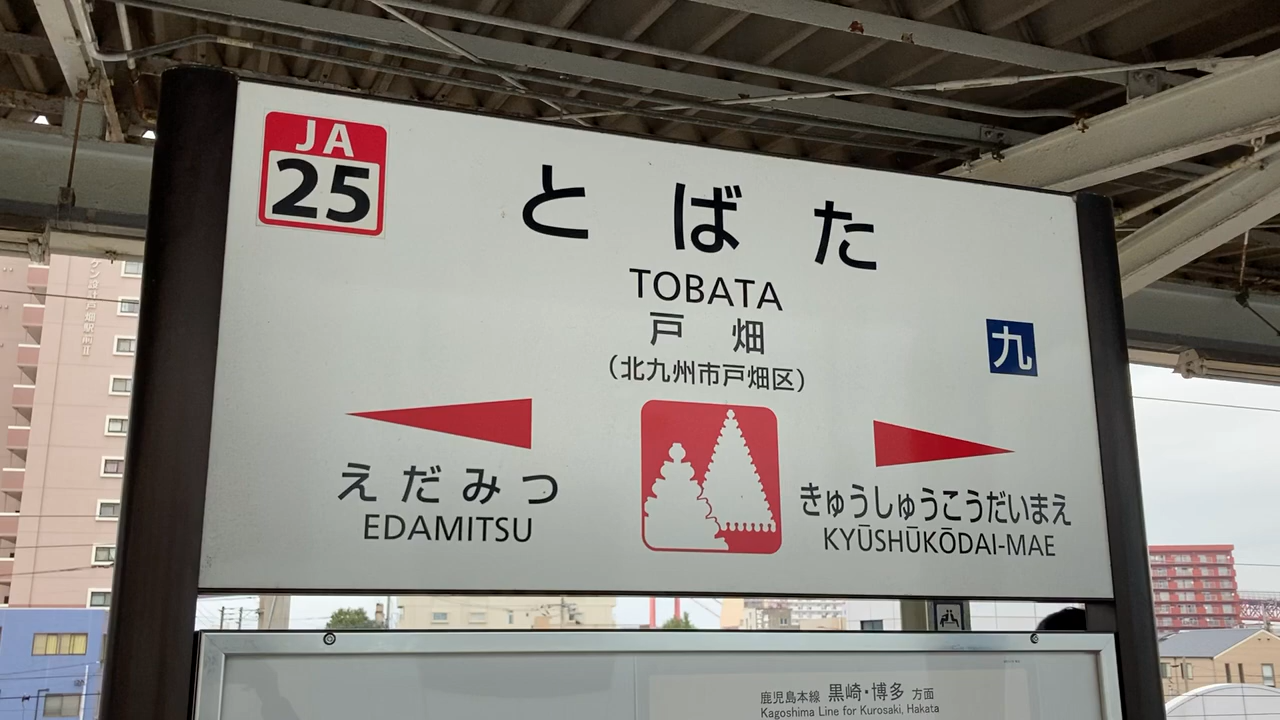 JA
25
とばた
TOBATA
戸畑
(北九州市戸畑区)
九
えだみつ
EDAMITSU
きゅうしゅうこうだいまえ
KYŪSHŪKŌDAI-MAE
鹿児島本線 黒崎・博多 方面
Kagoshima Line for Kurosaki, Hakata